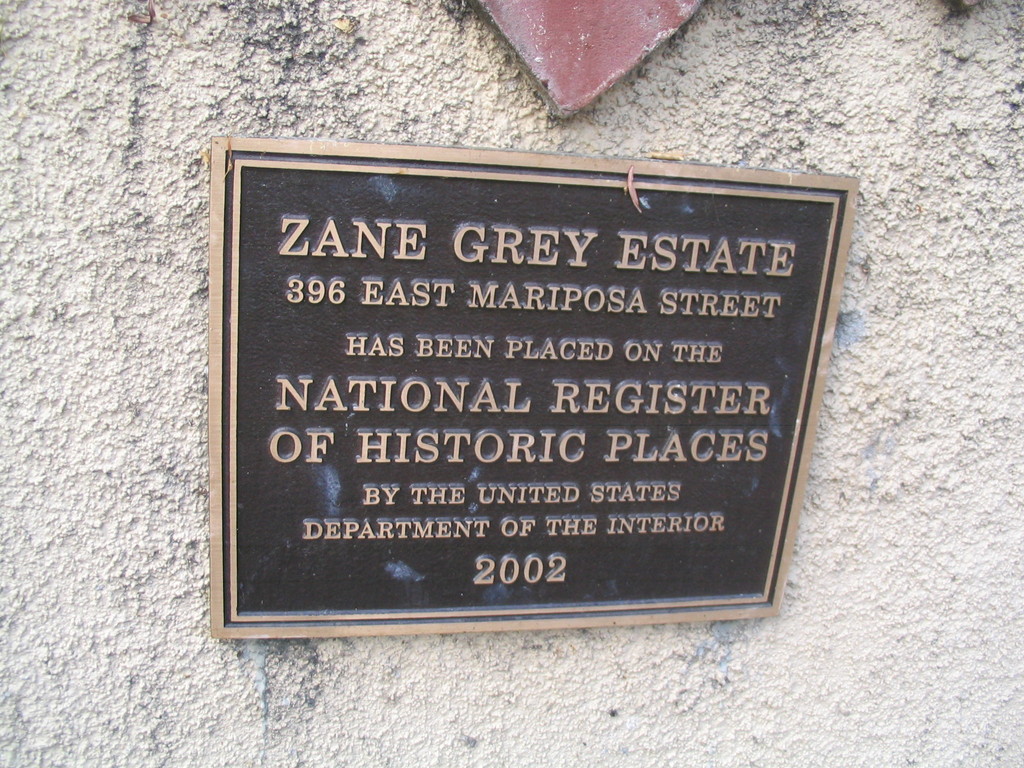 ZANE GREY ESTATE
396 EAST MARIPOSA STREET
HAS BEEN PLACED ON THE
NATIONAL REGISTER
OF HISTORIC PLACES
BY THE UNITED STATES
DEPARTMENT OF THE INTERIOR
2002